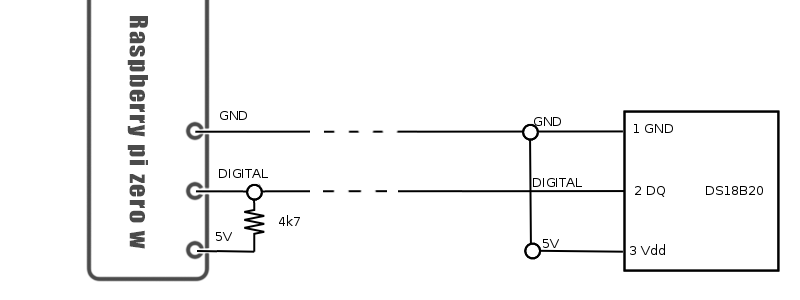 Raspberry pi zero w
GND
DIGITAL
5V
4k7
GND
DIGITAL
5V
1 GND
2 DQ
DS18B20
3 Vdd